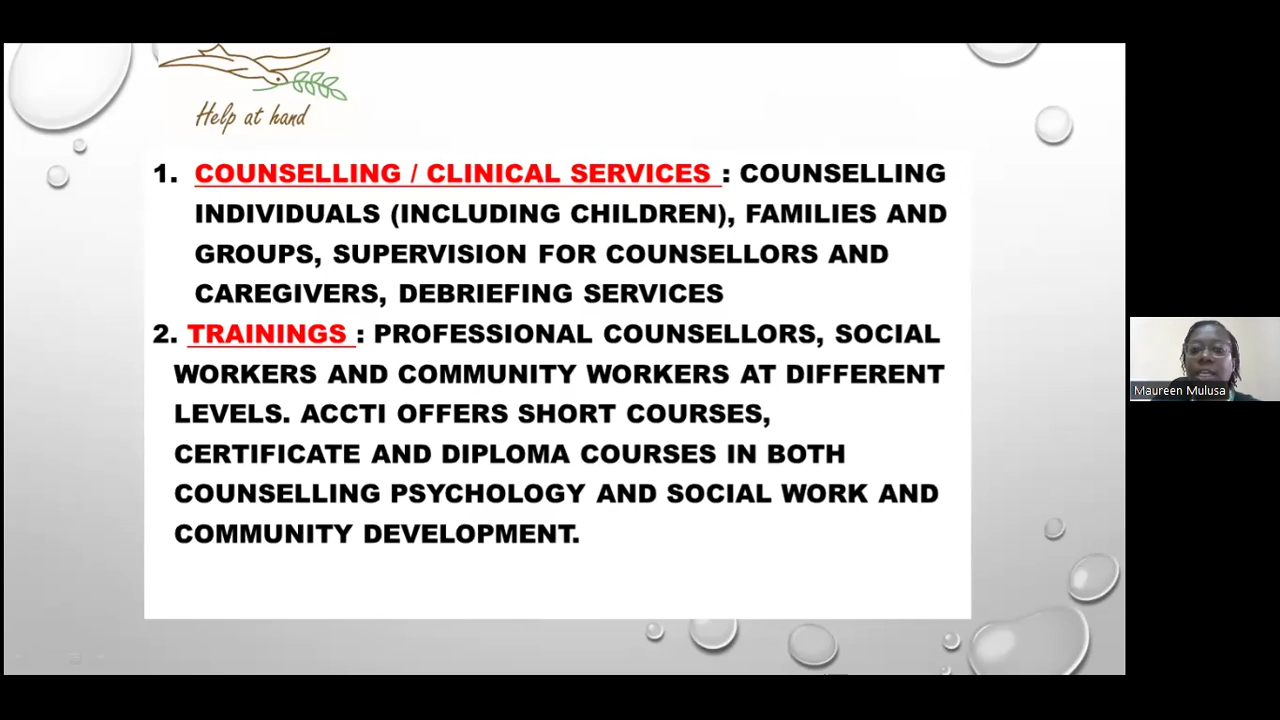 Help at hand
1. COUNSELLING / CLINICAL SERVICES : COUNSELLING
INDIVIDUALS (INCLUDING CHILDREN), FAMILIES AND
GROUPS, SUPERVISION FOR COUNSELLORS AND
CAREGIVERS, DEBRIEFING SERVICES
2. TRAININGS : PROFESSIONAL COUNSELLORS, SOCIAL
WORKERS AND COMMUNITY WORKERS AT DIFFERENT
LEVELS. ACCTI OFFERS SHORT COURSES,
CERTIFICATE AND DIPLOMA COURSES IN BOTH
COUNSELLING PSYCHOLOGY AND SOCIAL WORK AND
COMMUNITY DEVELOPMENT.
Maureen Mulusa